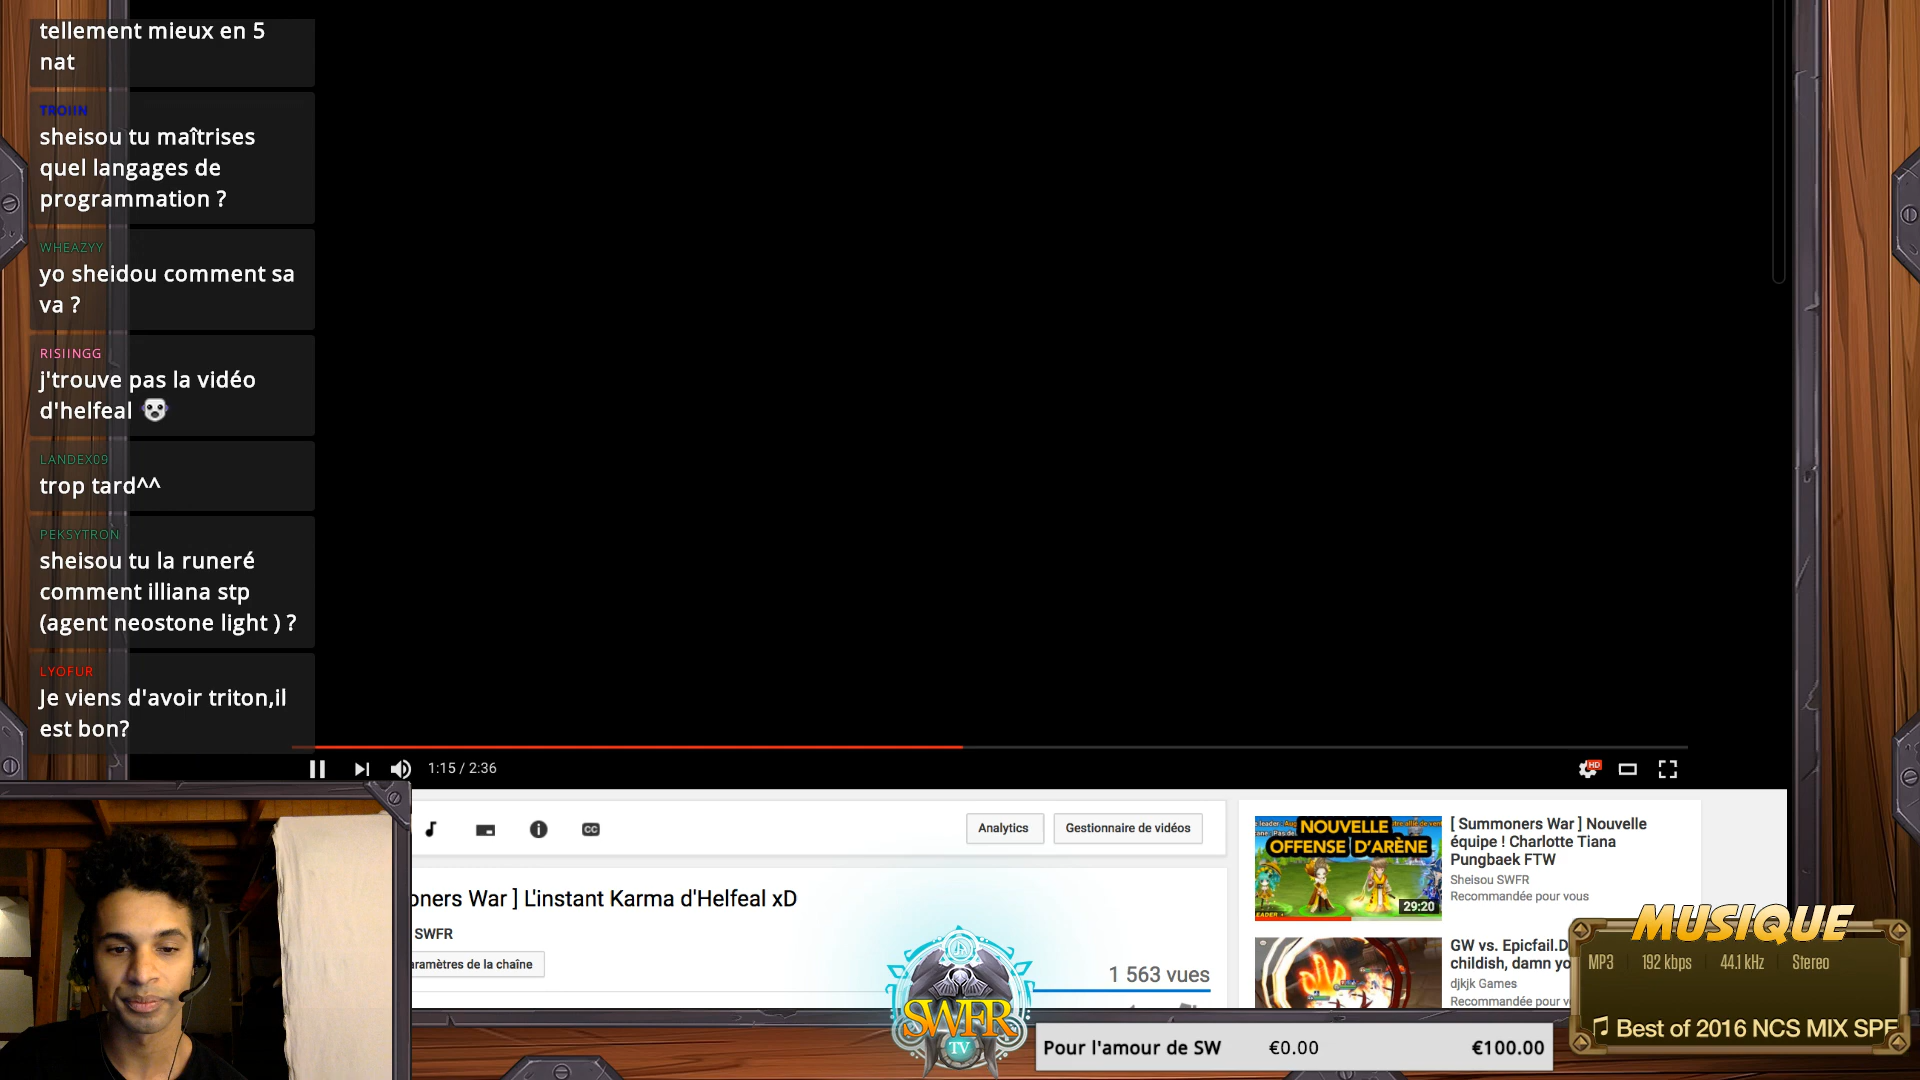 tellement mieux en 5
nat
TROIIN
sheisou tu maîtrises
quel langages de
programmation ?
WHEAZYY
yo sheidou comment sa
va ?
RISIINGG
j'trouve pas la vidéo
d'helfeal
LANDEX09
trop tard^^
PEKSYTRON
sheisou tu la runeré
comment illiana stp
(agent neostone light ) ?
LYOFUR
Je viens d'avoir triton,il
est bon?
1:15 / 2:36
HD
CC
Analytics
Gestionnaire de vidéos
oners War ] L'instant Karma d'Helfeal xD
SWFR
aramètres de la chaîne
1 563 vues
NOUVELLE
OFFENSE D'ARÈNE
29:20
[ Summoners War ] Nouvelle
équipe ! Charlotte Tiana
Pungbaek FTW
Sheisou SWFR
Recommandée pour vous
GW vs. Epicfail.D
childish, damn yo
djkjk Games
Recommandée pour v
SWFR
TV
Pour l'amour de SW €0.00 €100.00
MUSIQUE
MP3 192 kbps 44.1 kHz Stereo
Best of 2016 NCS MIX SPE